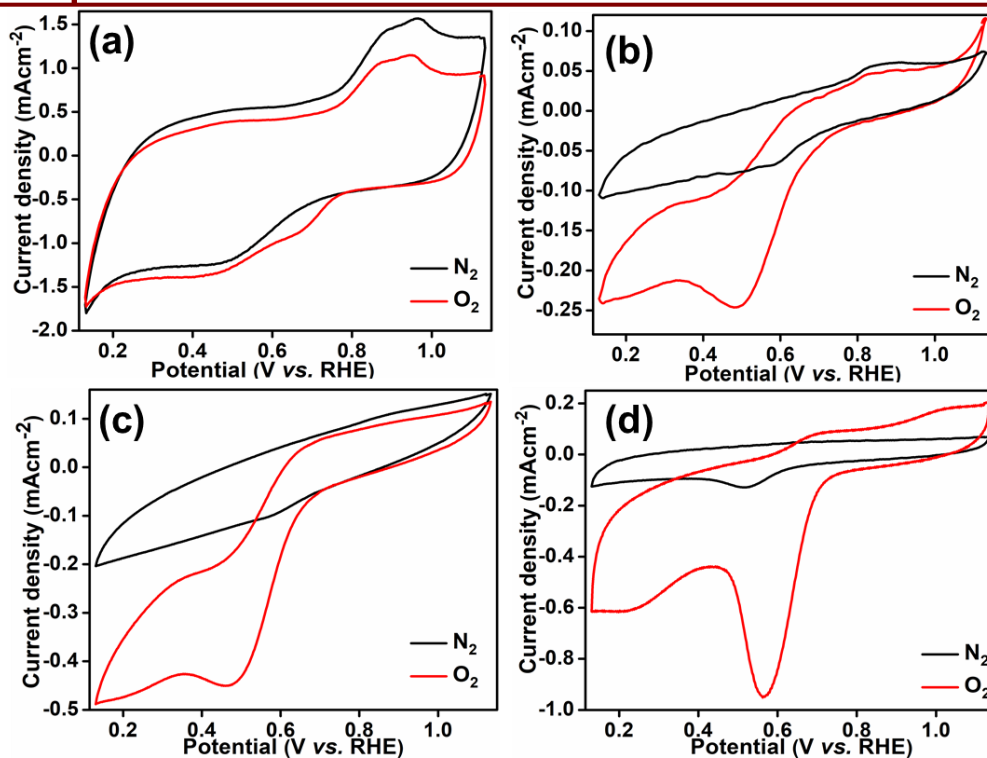 (a)
Current density (mAcm-2)
1.5
1.0
0.5
0.0
-0.5
-1.0
-1.5
-2.0
N2
O2
0.2 0.4 0.6 0.8 1.0
Potential (V vs. RHE)
(b)
Current density (mAcm-2)
0.10
0.05
0.00
-0.05
-0.10
-0.15
-0.20
-0.25
N2
O2
0.2 0.4 0.6 0.8 1.0
Potential (V vs. RHE)
(c)
Current density (mAcm-2)
0.1
0.0
-0.1
-0.2
-0.3
-0.4
-0.5
N2
O2
0.2 0.4 0.6 0.8 1.0
Potential (V vs. RHE)
(d)
Current density (mAcm-2)
0.2
0.0
-0.2
-0.4
-0.6
-0.8
-1.0
N2
O2
0.2 0.4 0.6 0.8 1.0
Potential (V vs. RHE)